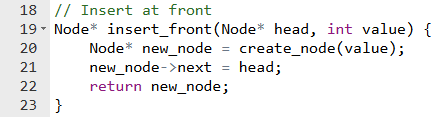 18 // Insert at front
19 Node* insert_front(Node* head, int value) {
20     Node* new_node = create_node(value);
21     new_node->next = head;
22     return new_node;
23 }